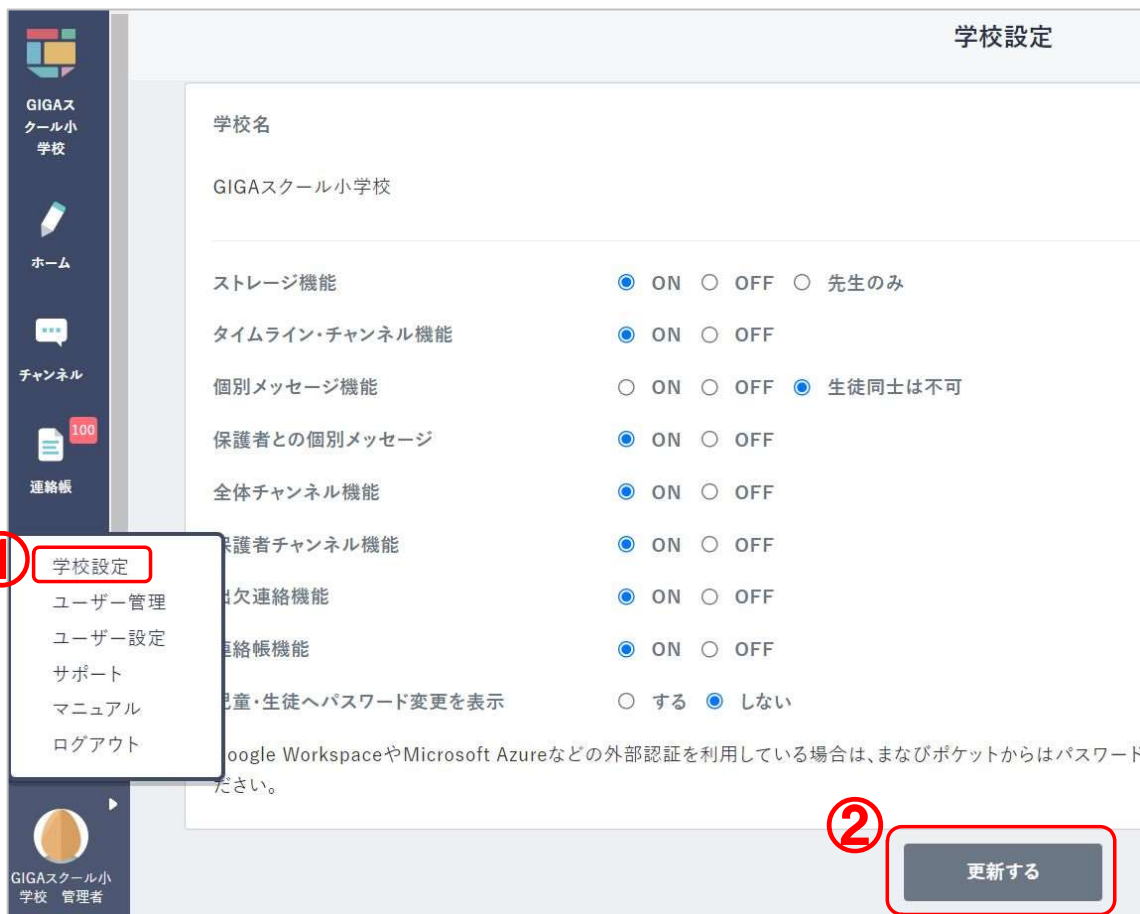 学校設定
GIGAス
クール小
学校
ホーム
チャンネル
100
連絡帳
学校名
GIGAスクール小学校
ストレージ機能 ON OFF 先生のみ
タイムライン・チャンネル機能 ON OFF
個別メッセージ機能 ON OFF 生徒同士は不可
保護者との個別メッセージ ON OFF
全体チャンネル機能 ON OFF
護者チャンネル機能 ON OFF
欠連絡機能 ON OFF
絡帳機能 ON OFF
童・生徒へパスワード変更を表示 する しない
oogle WorkspaceやMicrosoft Azureなどの外部認証を利用している場合は、まなびポケットからはパスワード
ださい。
①
学校設定
ユーザー管理
ユーザー設定
サポート
マニュアル
ログアウト
GIGAスクール小
学校 管理者
②
更新する